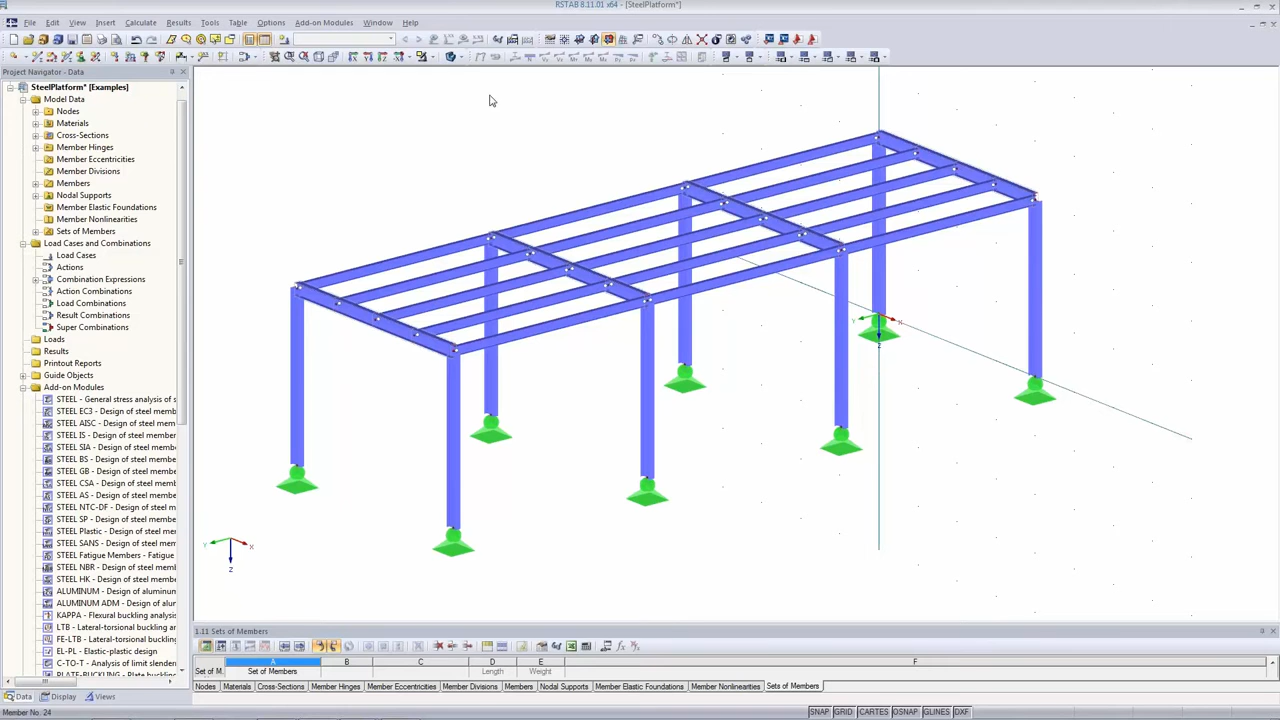 RSTAB 8.11.01 x64 - [SteelPlatform*]
File Edit View Insert Calculate Results Tools Table Options Add-on Modules Window Help
Project Navigator - Data
SteelPlatform* [Examples]
Model Data
Nodes
Materials
Cross-Sections
Member Hinges
Member Eccentricities
Member Divisions
Members
Nodal Supports
Member Elastic Foundations
Member Nonlinearities
Sets of Members
Load Cases and Combinations
Load Cases
Actions
Combination Expressions
Action Combinations
Load Combinations
Result Combinations
Super Combinations
Loads
Results
Printout Reports
Guide Objects
Add-on Modules
STEEL - General stress analysis of s
STEEL EC3 - Design of steel memb
STEEL AISC - Design of steel mem
STEEL IS - Design of steel member
STEEL SIA - Design of steel membe
STEEL BS - Design of steel membe
STEEL GB - Design of steel membe
STEEL CSA - Design of steel memb
STEEL AS - Design of steel membe
STEEL NTC-DF - Design of steel me
STEEL SP - Design of steel membe
STEEL Plastic - Design of steel mem
STEEL SANS - Design of steel mem
STEEL Fatigue Members - Fatigue
STEEL NBR - Design of steel mem
STEEL HK - Design of steel membe
ALUMINUM - Design of aluminum
ALUMINUM ADM - Design of alur
KAPPA - Flexural buckling analysis
LTB - Lateral-torsional buckling a
FE-LTB - Lateral-torsional bucklin
EL-PL - Elastic-plastic design
C-TO-T - Analysis of limit slender
Data Display Views
Y X
Z
Y X
Z
1.11 Sets of Members
A B C D E F
Set of M. Set of Members Length Weight
Nodes Materials Cross-Sections Member Hinges Member Eccentricities Member Divisions Members Nodal Supports Member Elastic Foundations Member Nonlinearities Sets of Members
Member No. 24 SNAP GRID CARTES OSNAP GLINES DXF